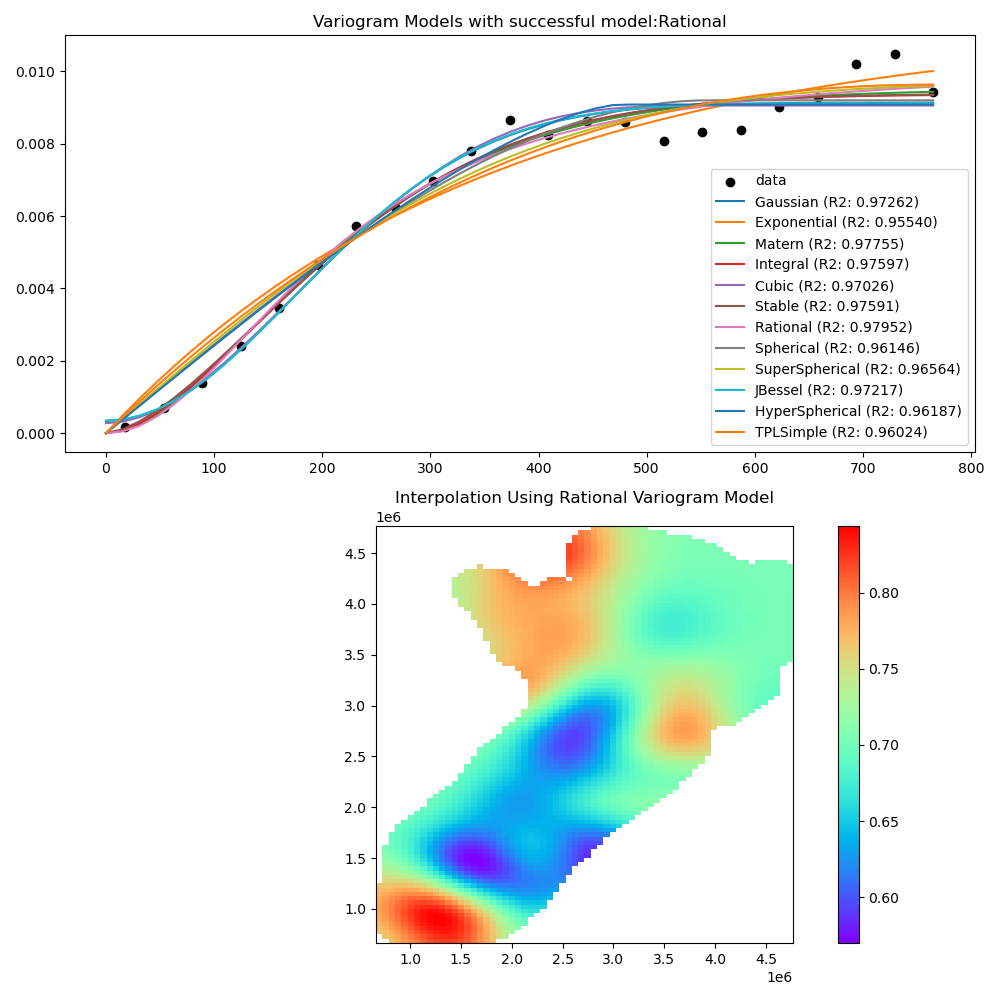 Variogram Models with successful model:Rational
0.010
0.008
0.006
0.004
0.002
0.000
data
Gaussian (R2: 0.97262)
Exponential (R2: 0.95540)
Matern (R2: 0.97755)
Integral (R2: 0.97597)
Cubic (R2: 0.97026)
Stable (R2: 0.97591)
Rational (R2: 0.97952)
Spherical (R2: 0.96146)
SuperSpherical (R2: 0.96564)
JBessel (R2: 0.97217)
HyperSpherical (R2: 0.96187)
TPLSimple (R2: 0.96024)
0 100 200 300 400 500 600 700 800
Interpolation Using Rational Variogram Model
1e6
4.5
4.0
3.5
3.0
2.5
2.0
1.5
1.0
1.0 1.5 2.0 2.5 3.0 3.5 4.0 4.5
1e6
0.80
0.75
0.70
0.65
0.60